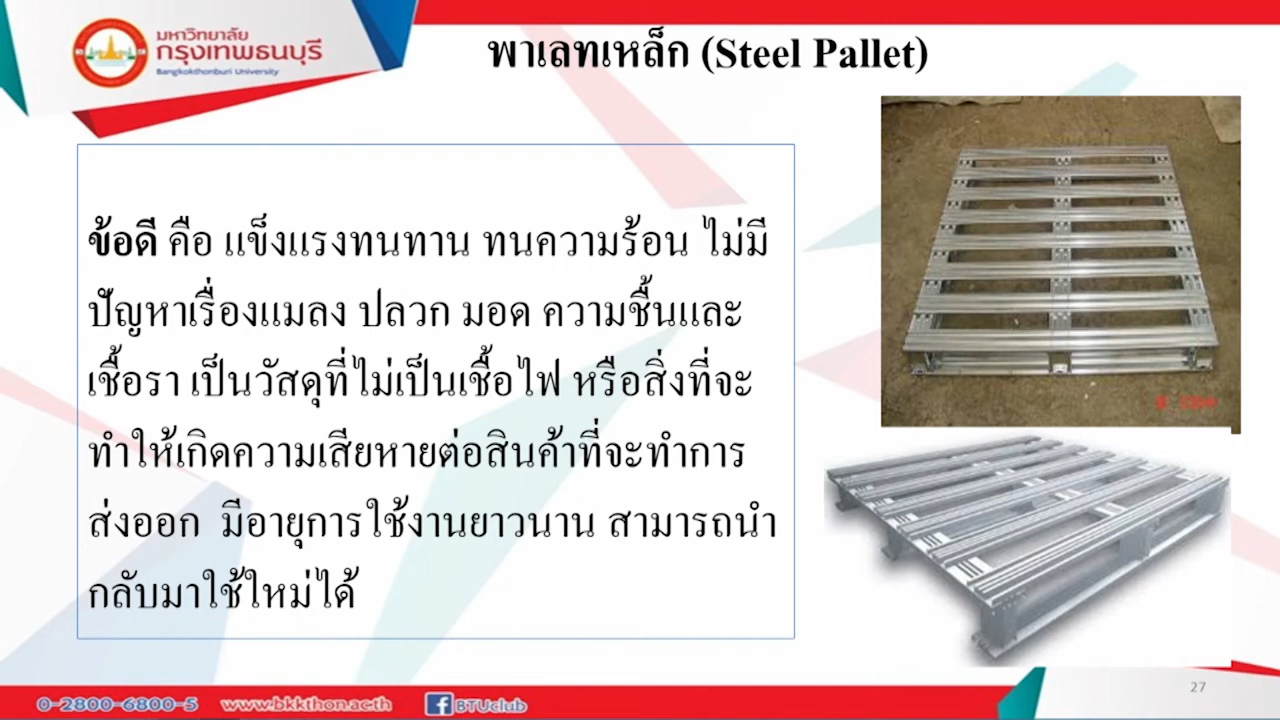 มหาวิทยาลัย
กรุงเทพธนบุรี
Bangkokthonburi University
พาเลทเหล็ก (Steel Pallet)
ข้อดี คือ แข็งแรงทนทาน ทนความร้อน ไม่มี
ปัญหาเรื่องแมลง ปลวก มอด ความชื้นและ
เชื้อรา เป็นวัสดุที่ไม่เป็นเชื้อไฟ หรือสิ่งที่จะ
ทำให้เกิดความเสียหายต่อสินค้าที่จะทำการ
ส่งออก มีอายุการใช้งานยาวนาน สามารถนำ
กลับมาใช้ใหม่ได้
0-2800-6800-5 www.bkkthon.ac.th BTUclub
27